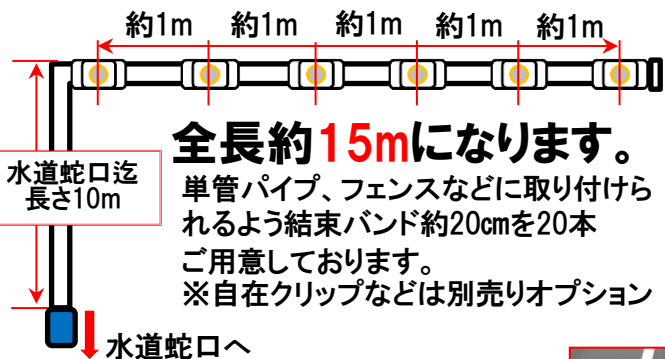 約1m 約1m 約1m 約1m 約1m
全長約15mになります。
水道蛇口迄
長さ10m
単管パイプ、フェンスなどに取り付けら
れるよう結束バンド約20㎝を20本
ご用意しております。
※自在クリップなどは別売りオプション
水道蛇口へ